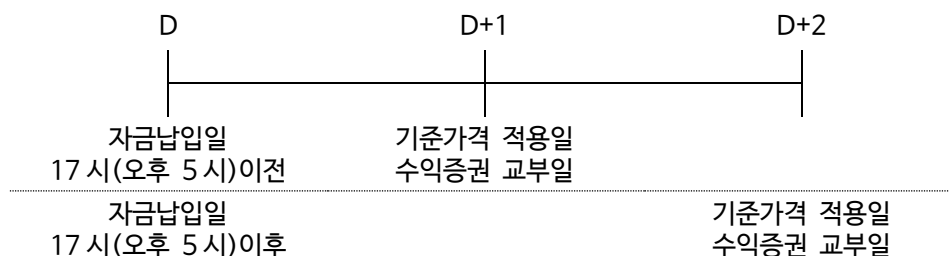 D D+1 D+2
자금납입일 기준가격 적용일
17 시(오후 5 시)이전 수익증권 교부일
자금납입일 기준가격 적용일
17 시(오후 5 시)이후 수익증권 교부일